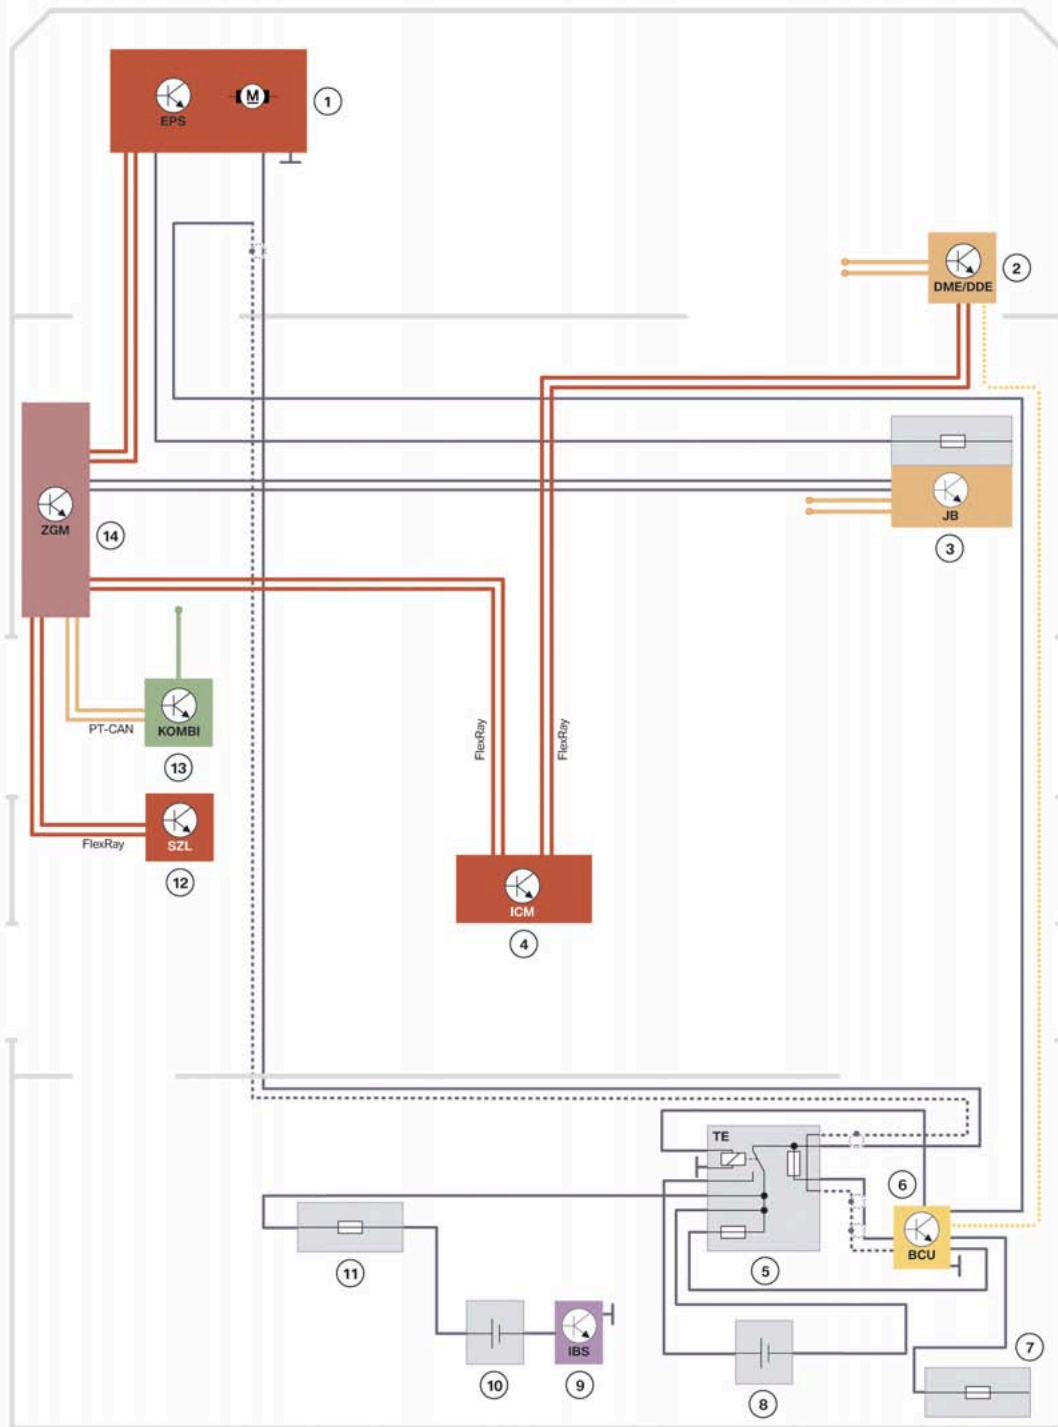 M
EPS
1
2
DME/DDE
ZGM
14
JB
3
KOMBI
PT-CAN
13
FlexRay
FlexRay
SZL
FlexRay
12
ICM
4
TE
6
BCU
5
11
7
IBS
10
9
8